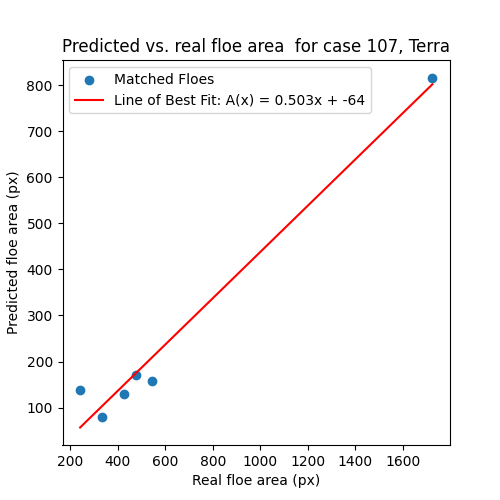 Predicted vs. real floe area  for case 107, Terra
Matched Floes
Line of Best Fit: A(x) = 0.503x + -64
800
700
600
500
400
300
200
100
Predicted floe area (px)
200 400 600 800 1000 1200 1400 1600
Real floe area (px)